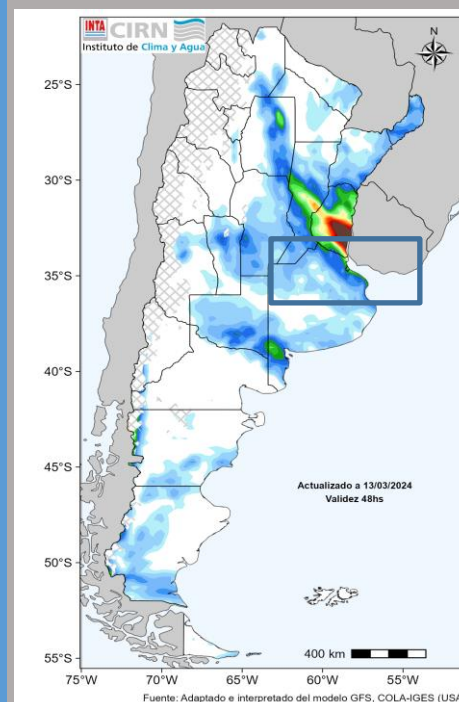 INTA CIRN
Instituto de Clima y Agua
N
25°S
30°S
35°S
40°S
45°S
Actualizado a 13/03/2024
Validez 48hs
50°S
400 km
55°S
75°W 70°W 65°W 60°W 55°W
Fuente: Adaptado e interpretado del modelo GFS, COLA-IGES (USA